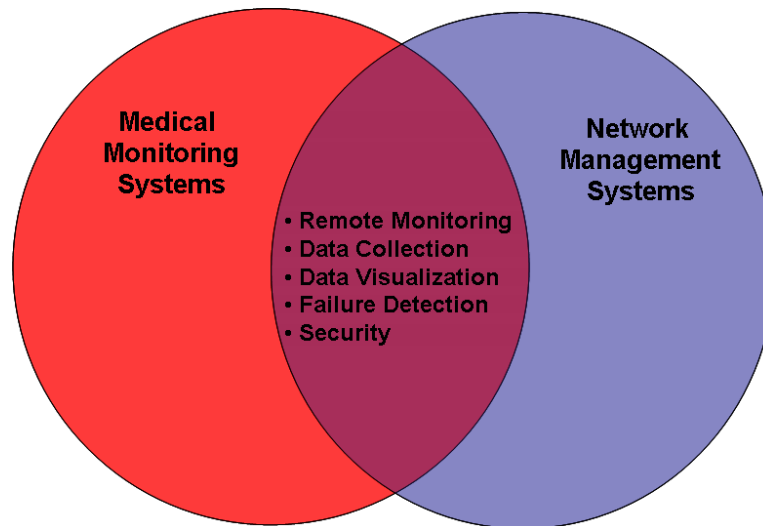 Medical
Monitoring
Systems
Network
Management
Systems
• Remote Monitoring
• Data Collection
• Data Visualization
• Failure Detection
• Security